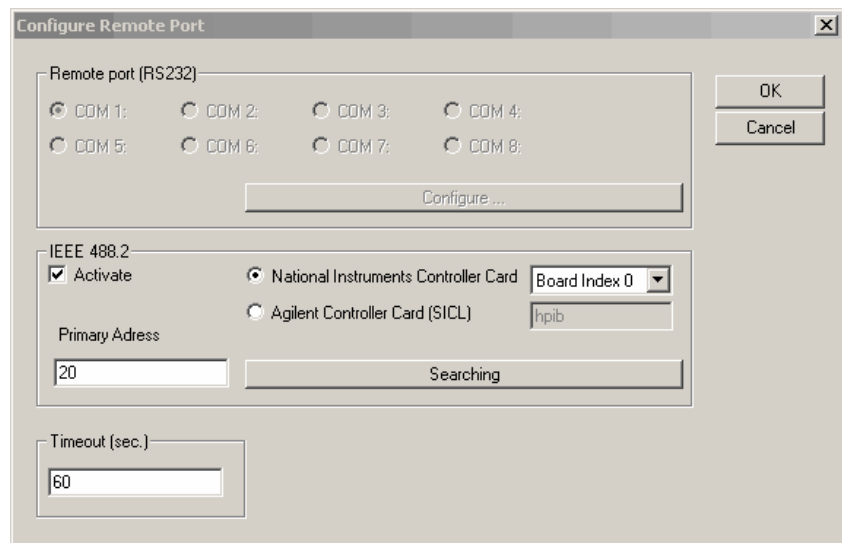 Configure Remote Port
Remote port (RS232)
COM 1: COM 2: COM 3: COM 4:
COM 5: COM 6: COM 7: COM 8:
Configure ...
OK
Cancel
IEEE 488.2
Activate
National Instruments Controller Card Board Index 0
Agilent Controller Card (SICL) hpib
Primary Adress
20
Searching
Timeout (sec.)
60